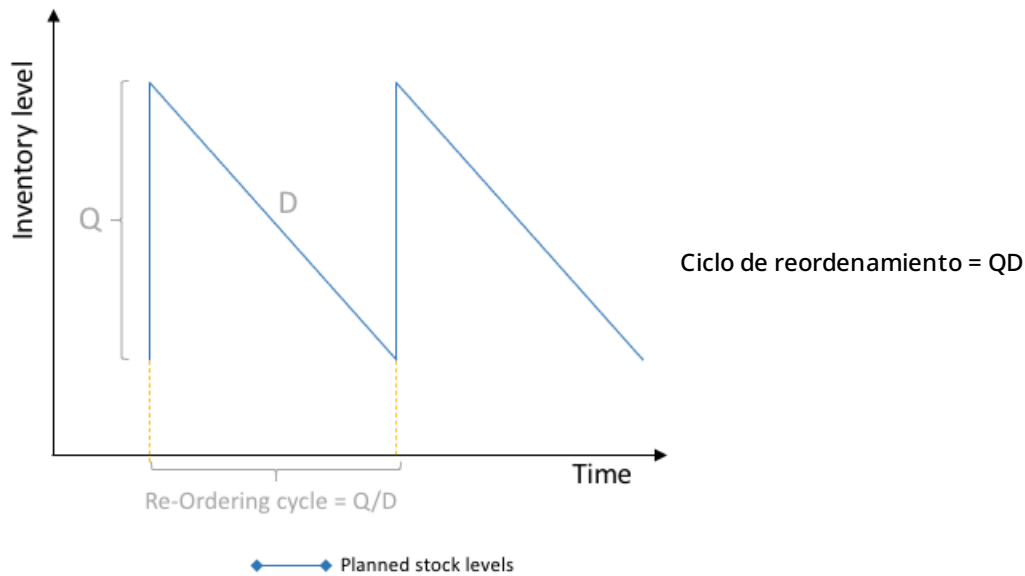 Inventory level
Q
D
Ciclo de reordenamiento = QD
Time
Re-Ordering cycle = Q/D
Planned stock levels